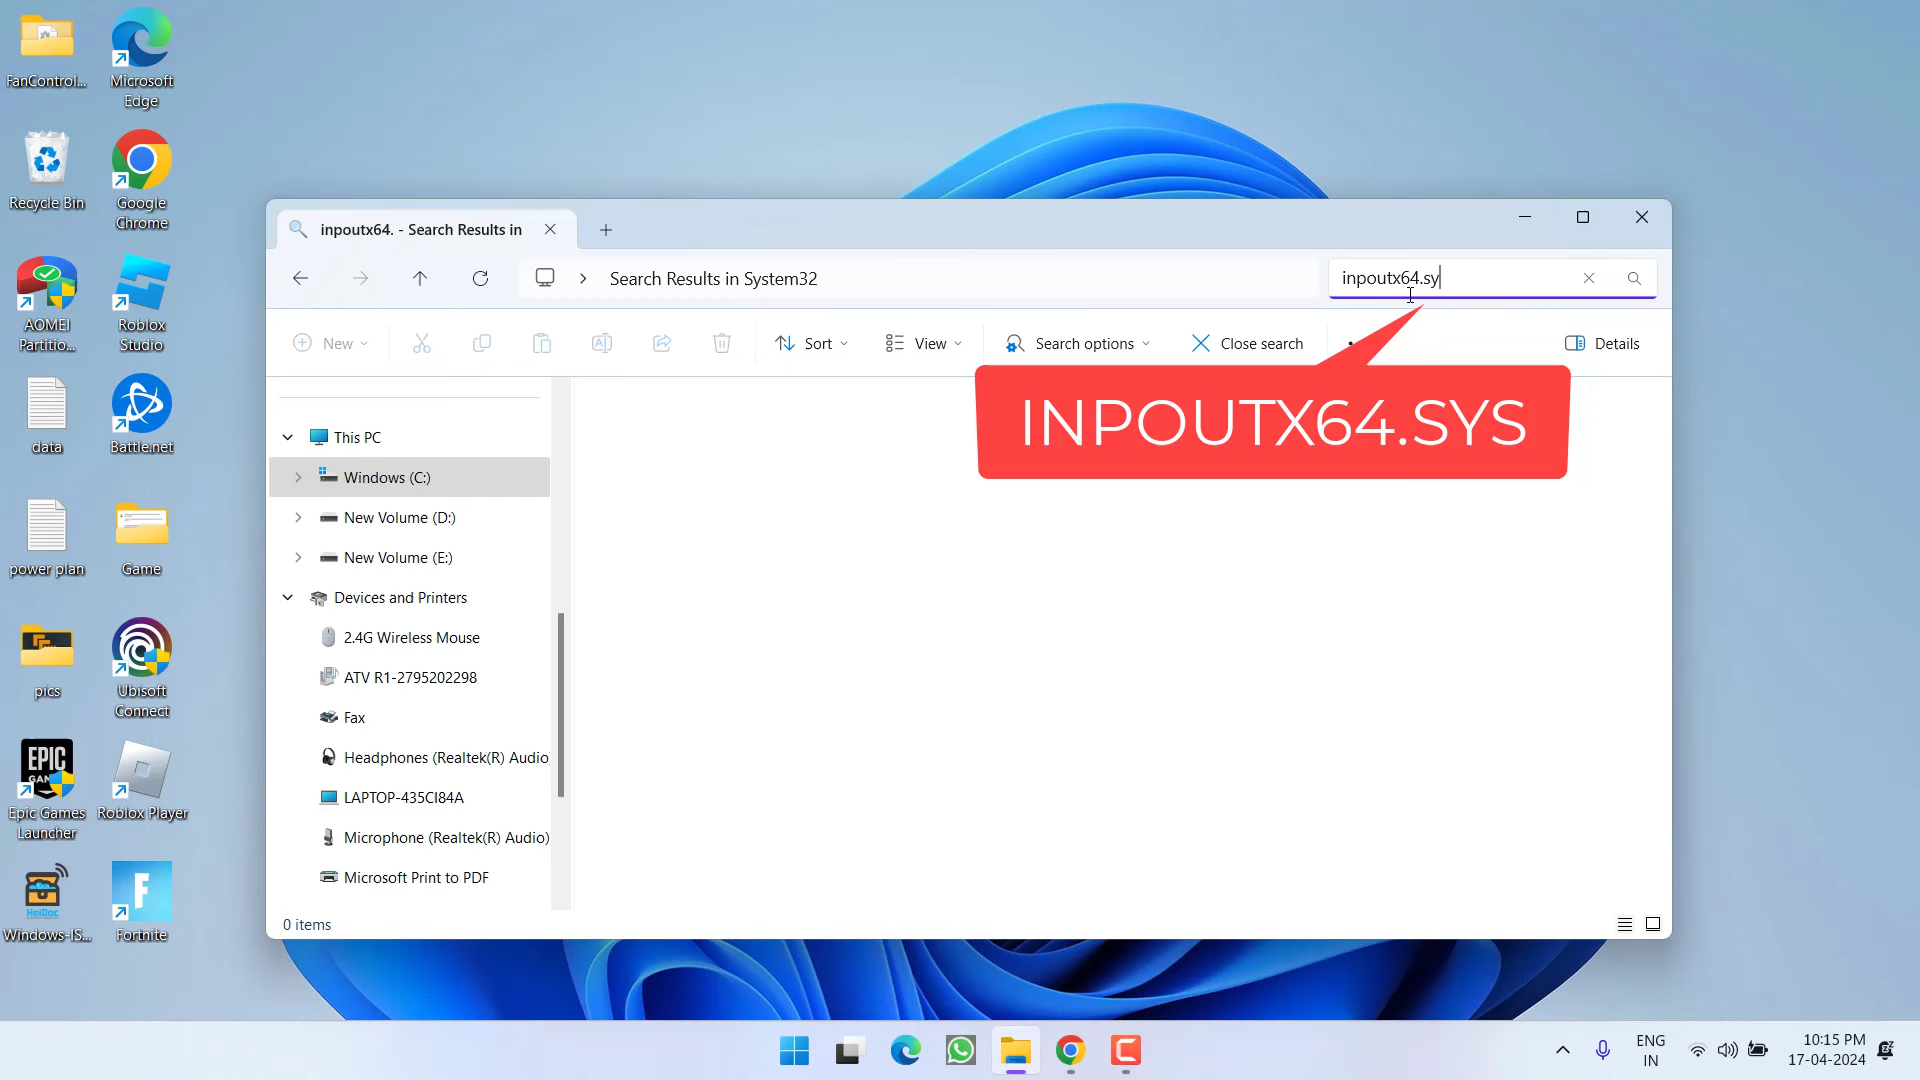 FanControl...
Microsoft
Edge
Recycle Bin
Google
Chrome
AOMEI
Partitio...
Roblox
Studio
data
Battle.net
power plan
Game
pics
Ubisoft
Connect
EPIC
GAMES
Epic Games
Launcher
Roblox Player
HeiDoc
Windows-IS...
Fortnite
inpoutx64. - Search Results in
Search Results in System32
inpoutx64.sy
New
Sort
View
Search options
Close search
Details
INPOUTX64.SYS
This PC
Windows (C:)
New Volume (D:)
New Volume (E:)
Devices and Printers
2.4G Wireless Mouse
ATV R1-2795202298
Fax
Headphones (Realtek(R) Audio)
LAPTOP-435CI84A
Microphone (Realtek(R) Audio)
Microsoft Print to PDF
0 items
ENG
IN
10:15 PM
17-04-2024